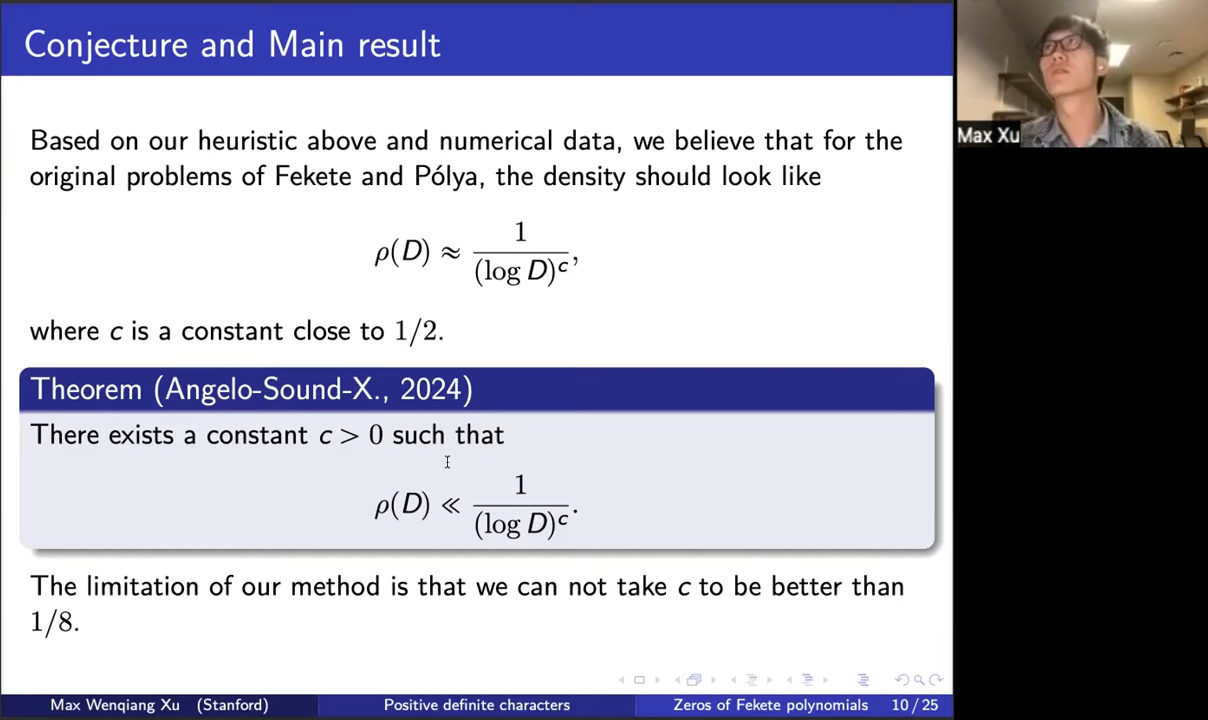 Conjecture and Main result
Based on our heuristic above and numerical data, we believe that for the
original problems of Fekete and Pólya, the density should look like
ρ(D) ≈ 1/(log D)^c,
where c is a constant close to 1/2.
Theorem (Angelo-Sound-X., 2024)
There exists a constant c > 0 such that
ρ(D) ≪ 1/(log D)^c.
The limitation of our method is that we can not take c to be better than
1/8.
Max Wenqiang Xu (Stanford) Positive definite characters Zeros of Fekete polynomials 10 / 25
Max Xu